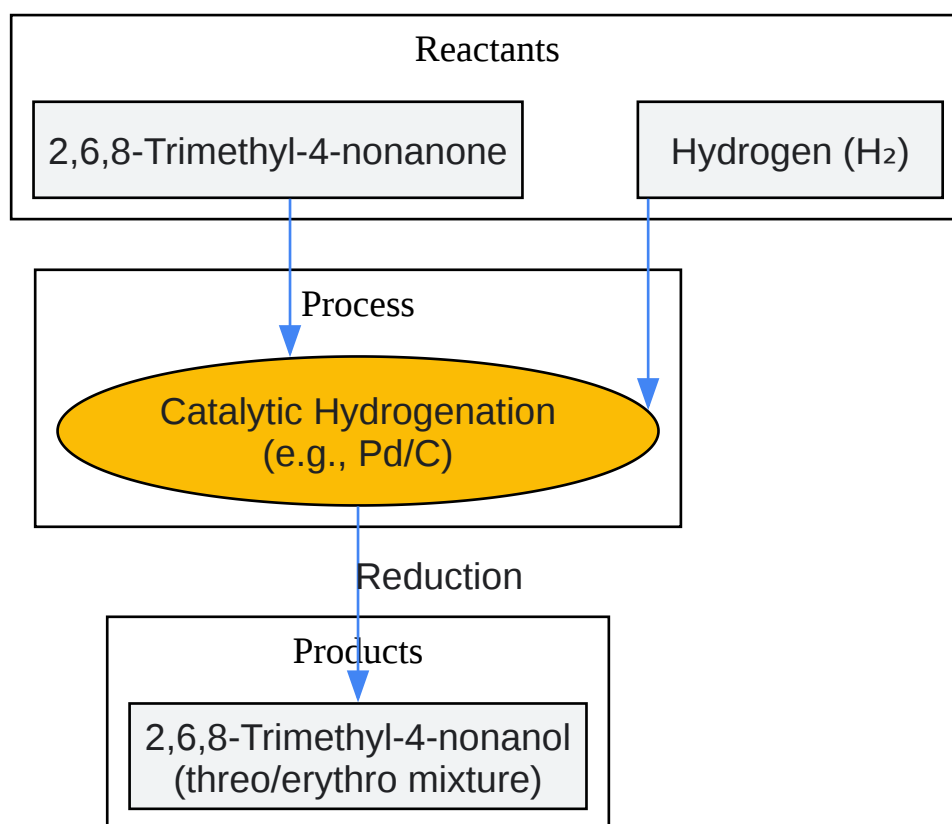 Reactants
2,6,8-Trimethyl-4-nonanone
Hydrogen (H₂)
Process
Catalytic Hydrogenation
(e.g., Pd/C)
Reduction
Products
2,6,8-Trimethyl-4-nonanol
(threo/erythro mixture)